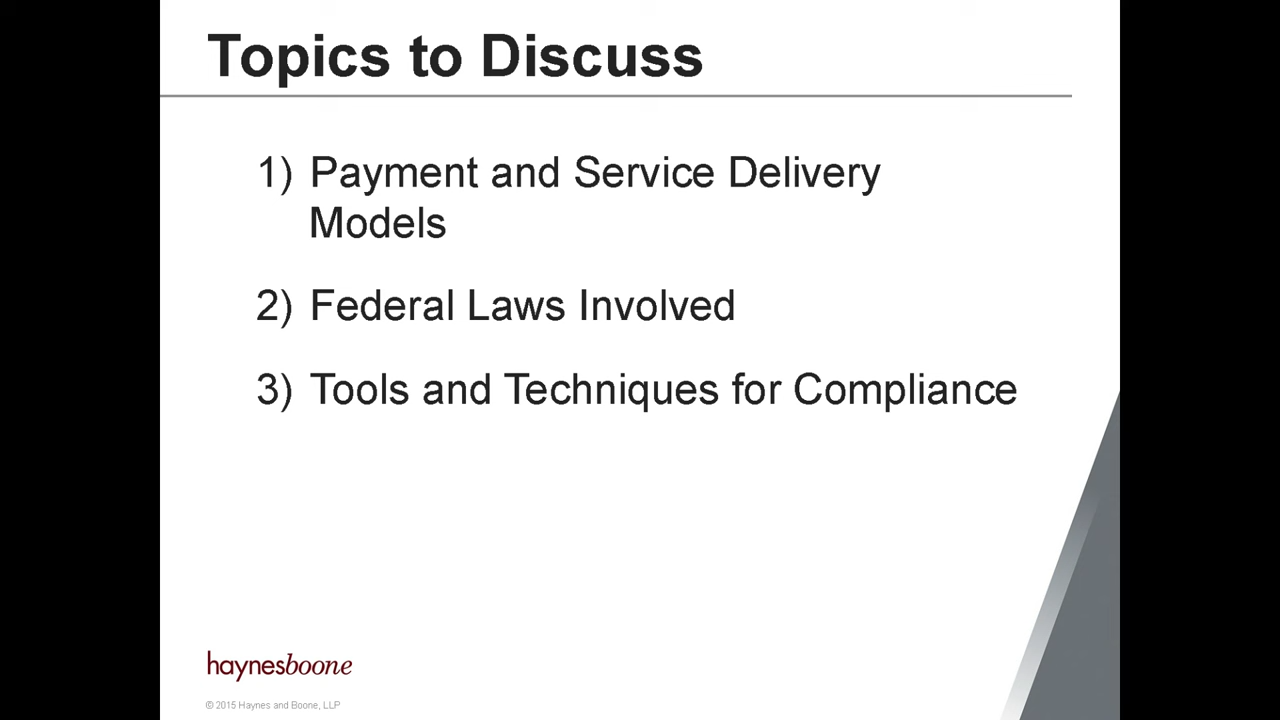 Topics to Discuss
1) Payment and Service Delivery
Models
2) Federal Laws Involved
3) Tools and Techniques for Compliance
haynesboone
© 2015 Haynes and Boone, LLP